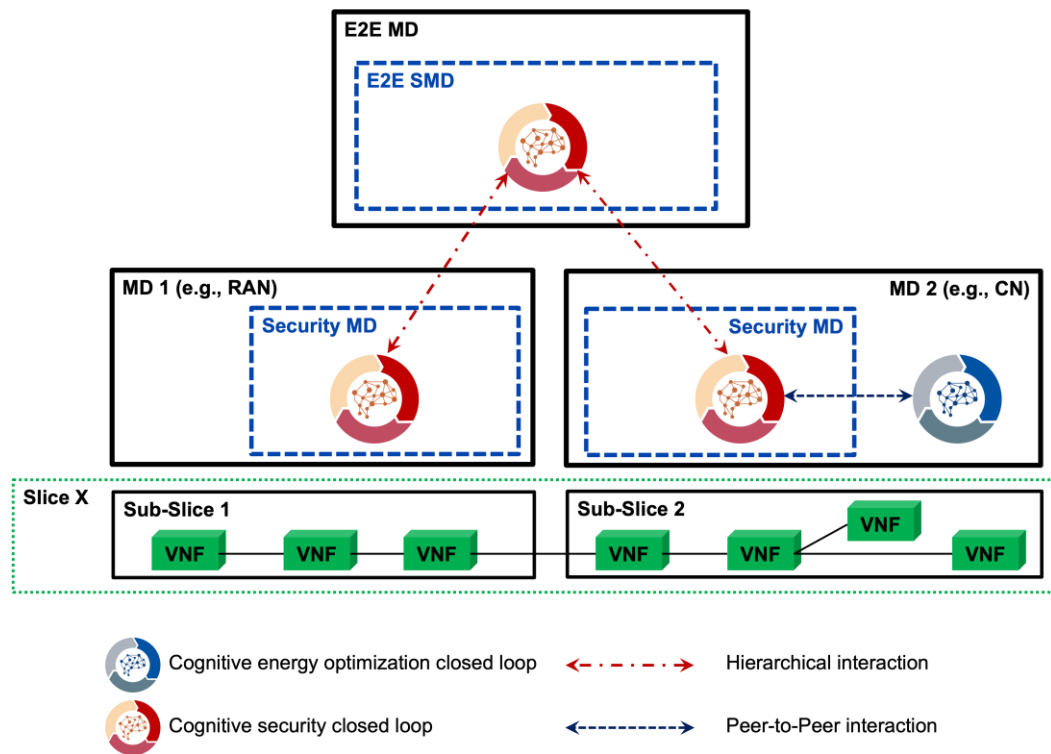 E2E MD
E2E SMD
MD 1 (e.g., RAN)
Security MD
MD 2 (e.g., CN)
Security MD
Slice X
Sub-Slice 1
VNF
VNF
VNF
Sub-Slice 2
VNF
VNF
VNF
VNF
Cognitive energy optimization closed loop
Hierarchical interaction
Cognitive security closed loop
Peer-to-Peer interaction